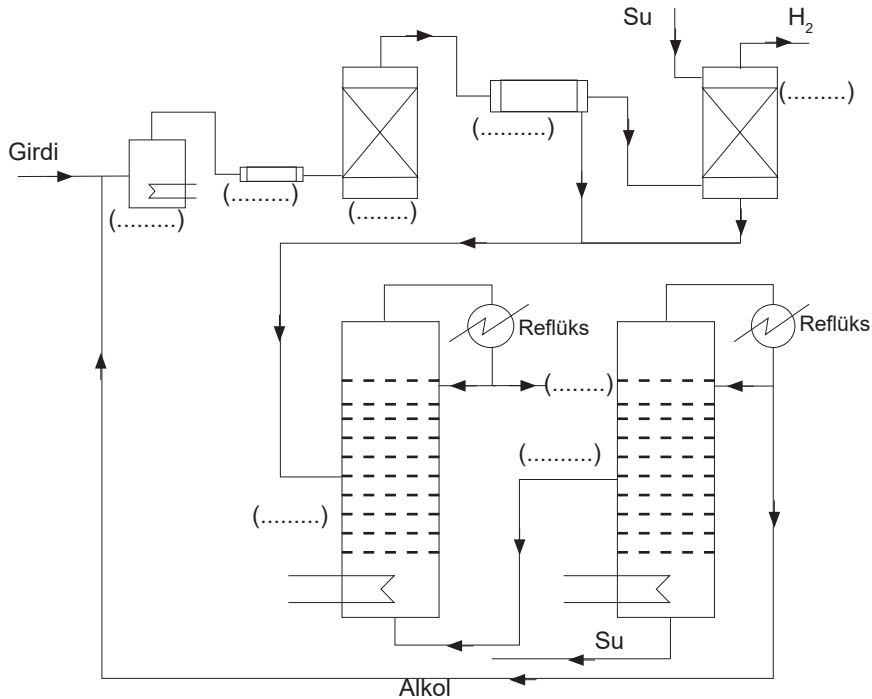 Su
H2
(.........)
(..........)
Girdi
(.........)
(.........)
(.........)
Reflüks
Reflüks
(........)
(..........)
(.........)
Su
Alkol